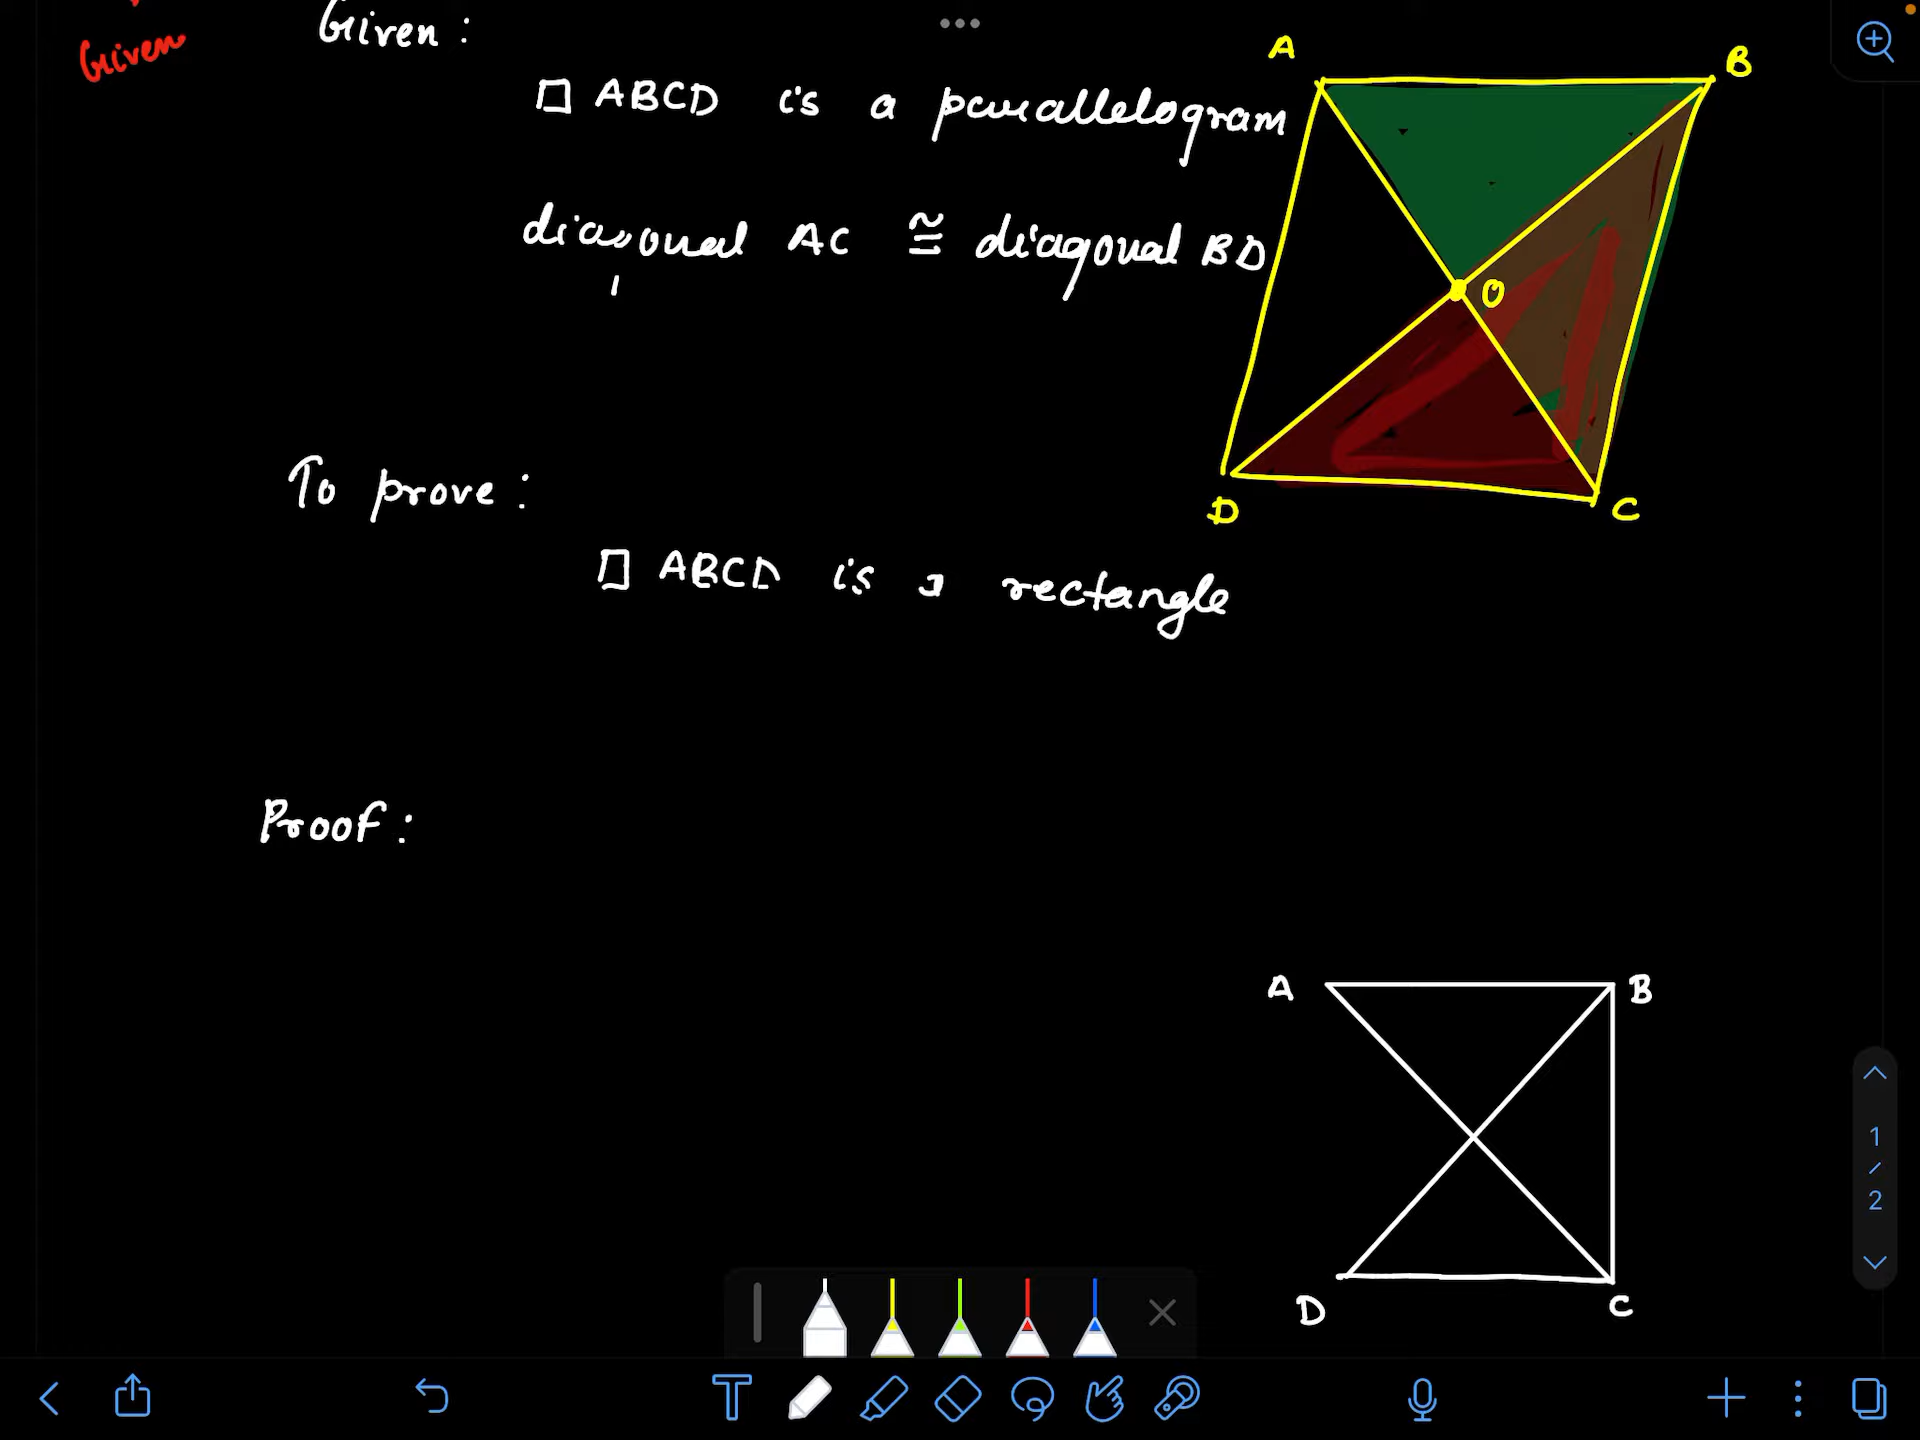 Given
Given :
□ ABCD is a parallelogram
diagonal AC ≅ diagonal BD
A
B
O
D
C
To prove :
□ ABCD is a rectangle
Proof :
A
B
D
C
1
/
2
T